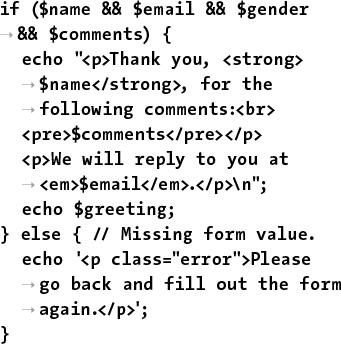 if ($name && $email && $gender
→ && $comments) {
echo "<p>Thank you, <strong>
→ $name</strong>, for the
→ following comments:<br>
<pre>$comments</pre></p>
<p>We will reply to you at
→ <em>$email</em>.</p>\n";
echo $greeting;
} else { // Missing form value.
echo '<p class="error">Please
→ go back and fill out the form
→ again.</p>';
}